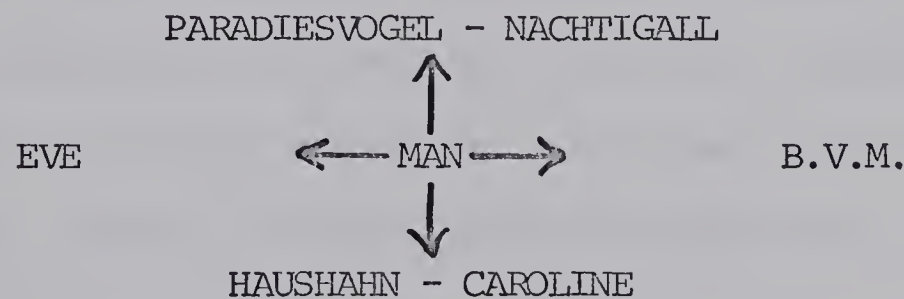 PARADIESVOGEL - NACHTIGALL
EVE MAN B.V.M.
HAUSHAHN - CAROLINE